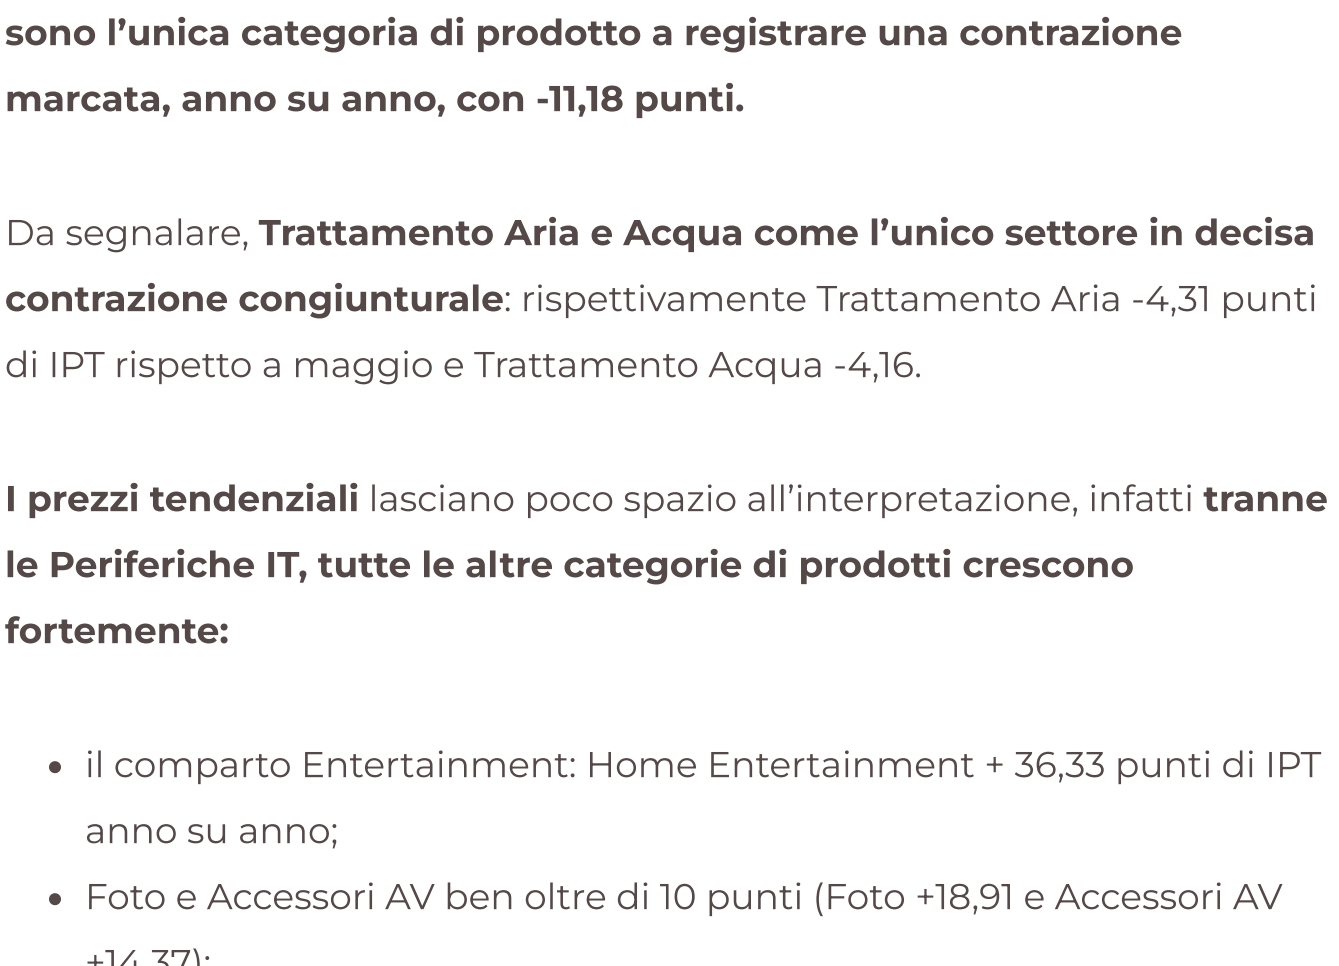 sono l’unica categoria di prodotto a registrare una contrazione
marcata, anno su anno, con -11,18 punti.
Da segnalare, Trattamento Aria e Acqua come l’unico settore in decisa
contrazione congiunturale: rispettivamente Trattamento Aria -4,31 punti
di IPT rispetto a maggio e Trattamento Acqua -4,16.
I prezzi tendenziali lasciano poco spazio all’interpretazione, infatti tranne
le Periferiche IT, tutte le altre categorie di prodotti crescono
fortemente:
• il comparto Entertainment: Home Entertainment + 36,33 punti di IPT
anno su anno;
• Foto e Accessori AV ben oltre di 10 punti (Foto +18,91 e Accessori AV
+14,37);